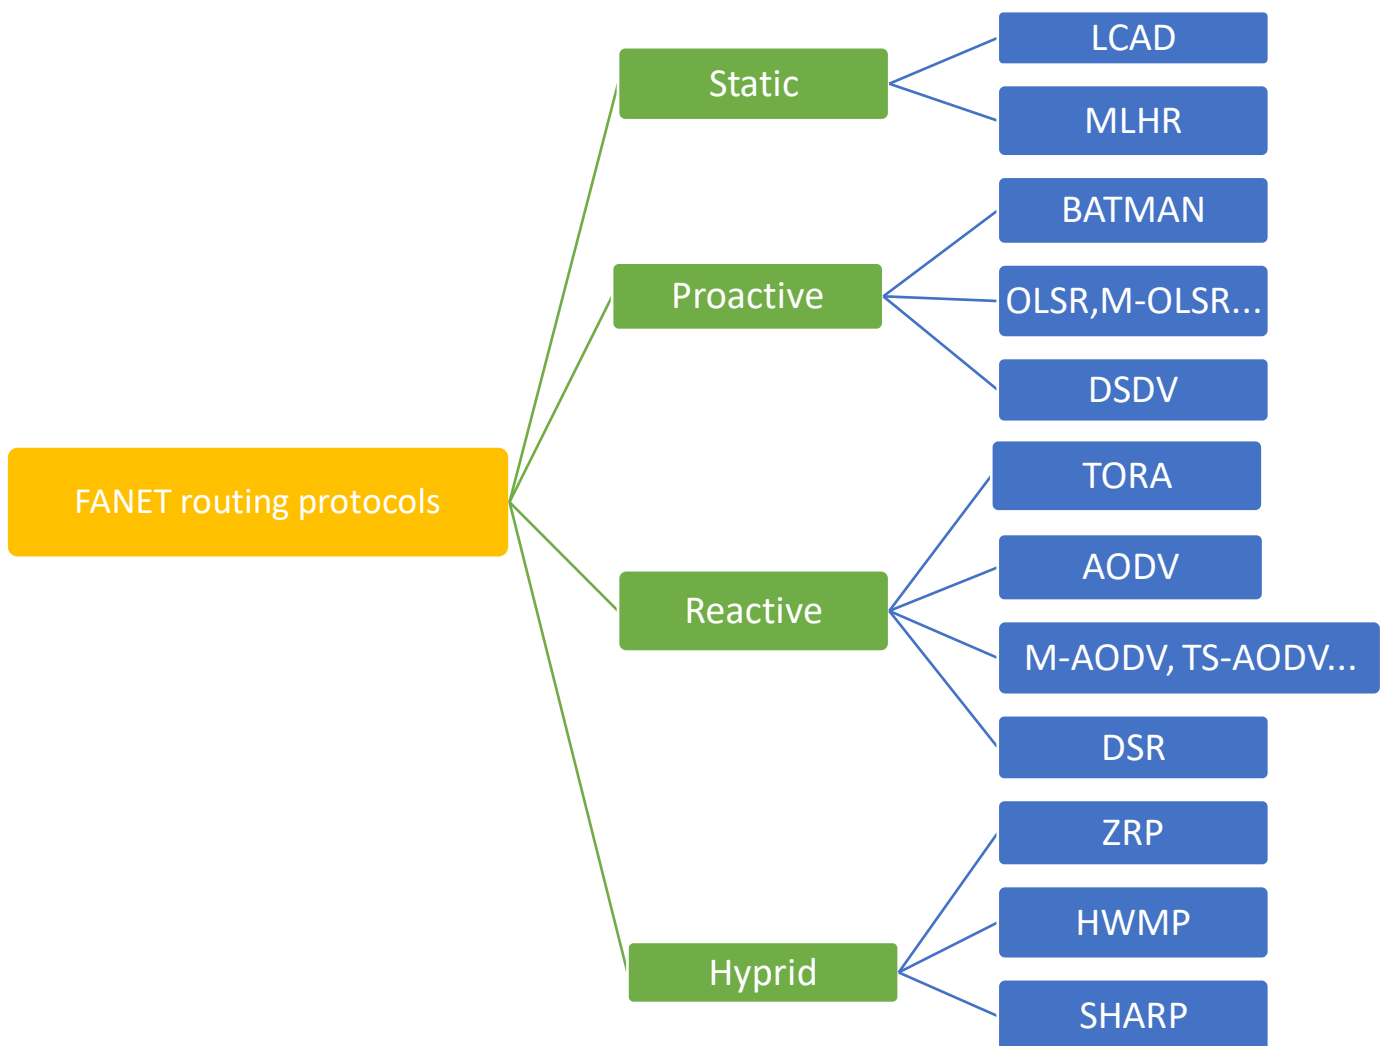 FANET routing protocols
Static
LCAD
MLHR
Proactive
BATMAN
OLSR,M-OLSR...
DSDV
Reactive
TORA
AODV
M-AODV, TS-AODV...
DSR
Hyprid
ZRP
HWMP
SHARP